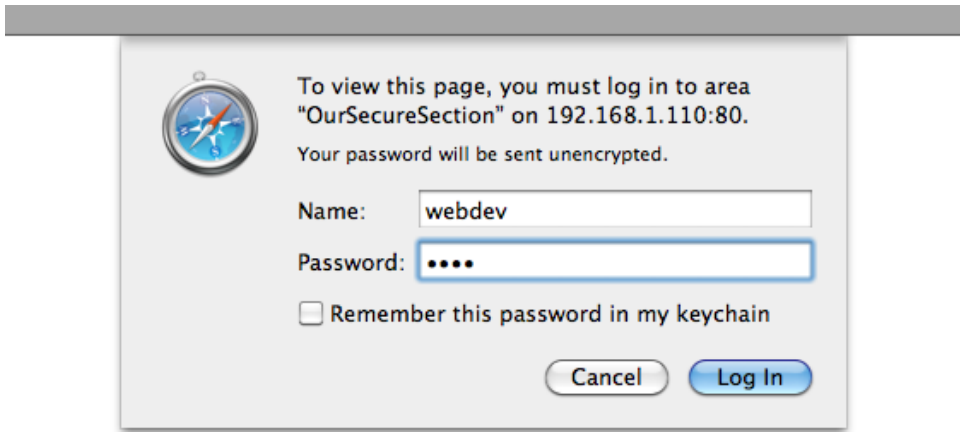 To view this page, you must log in to area
“OurSecureSection” on 192.168.1.110:80.
Your password will be sent unencrypted.
Name: webdev
Password: ••••
Remember this password in my keychain
Cancel Log In